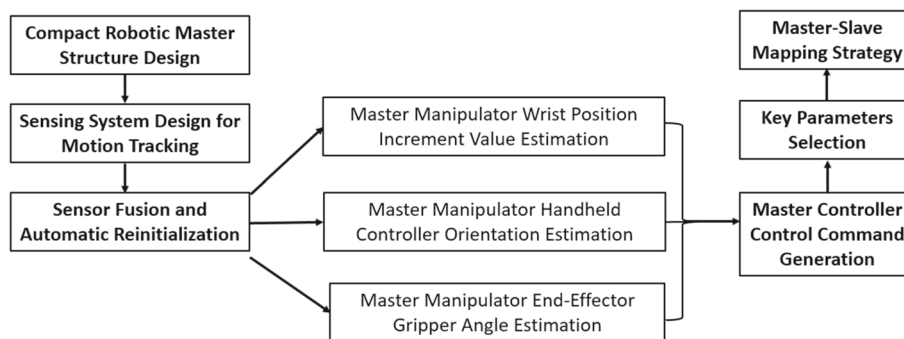 Compact Robotic Master
Structure Design
Sensing System Design for
Motion Tracking
Sensor Fusion and
Automatic Reinitialization
Master Manipulator Wrist Position
Increment Value Estimation
Master Manipulator Handheld
Controller Orientation Estimation
Master Manipulator End-Effector
Gripper Angle Estimation
Master-Slave
Mapping Strategy
Key Parameters
Selection
Master Controller
Control Command
Generation